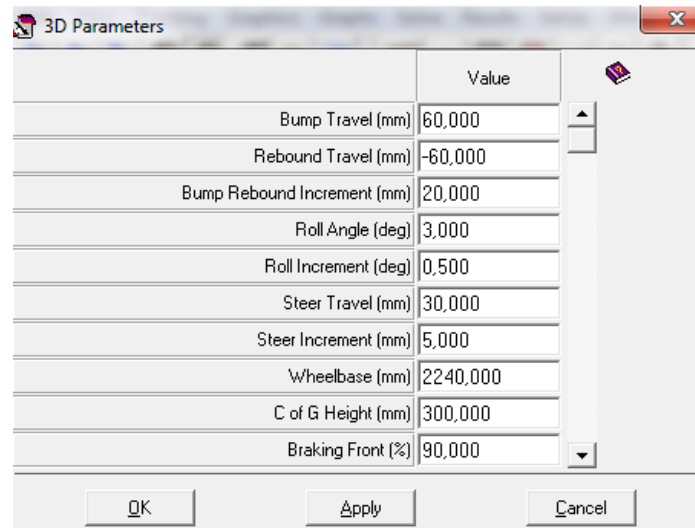 3D Parameters
Value
Bump Travel (mm) 60,000
Rebound Travel (mm) -60,000
Bump Rebound Increment (mm) 20,000
Roll Angle (deg) 3,000
Roll Increment (deg) 0,500
Steer Travel (mm) 30,000
Steer Increment (mm) 5,000
Wheelbase (mm) 2240,000
C of G Height (mm) 300,000
Braking Front (%) 90,000
OK Apply Cancel